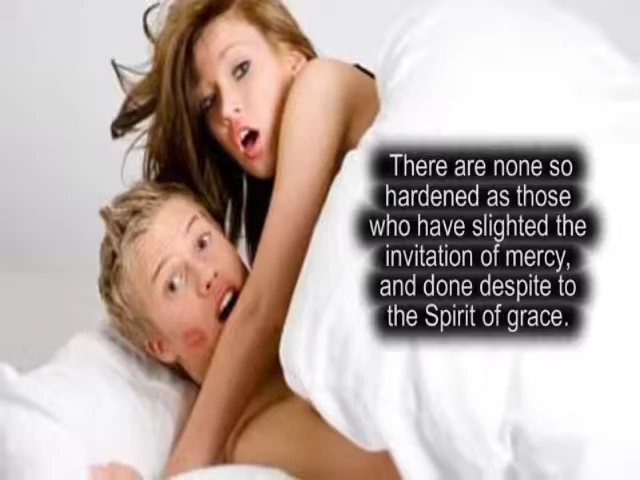 There are none so
hardened as those
who have slighted the
invitation of mercy,
and done despite to
the Spirit of grace.